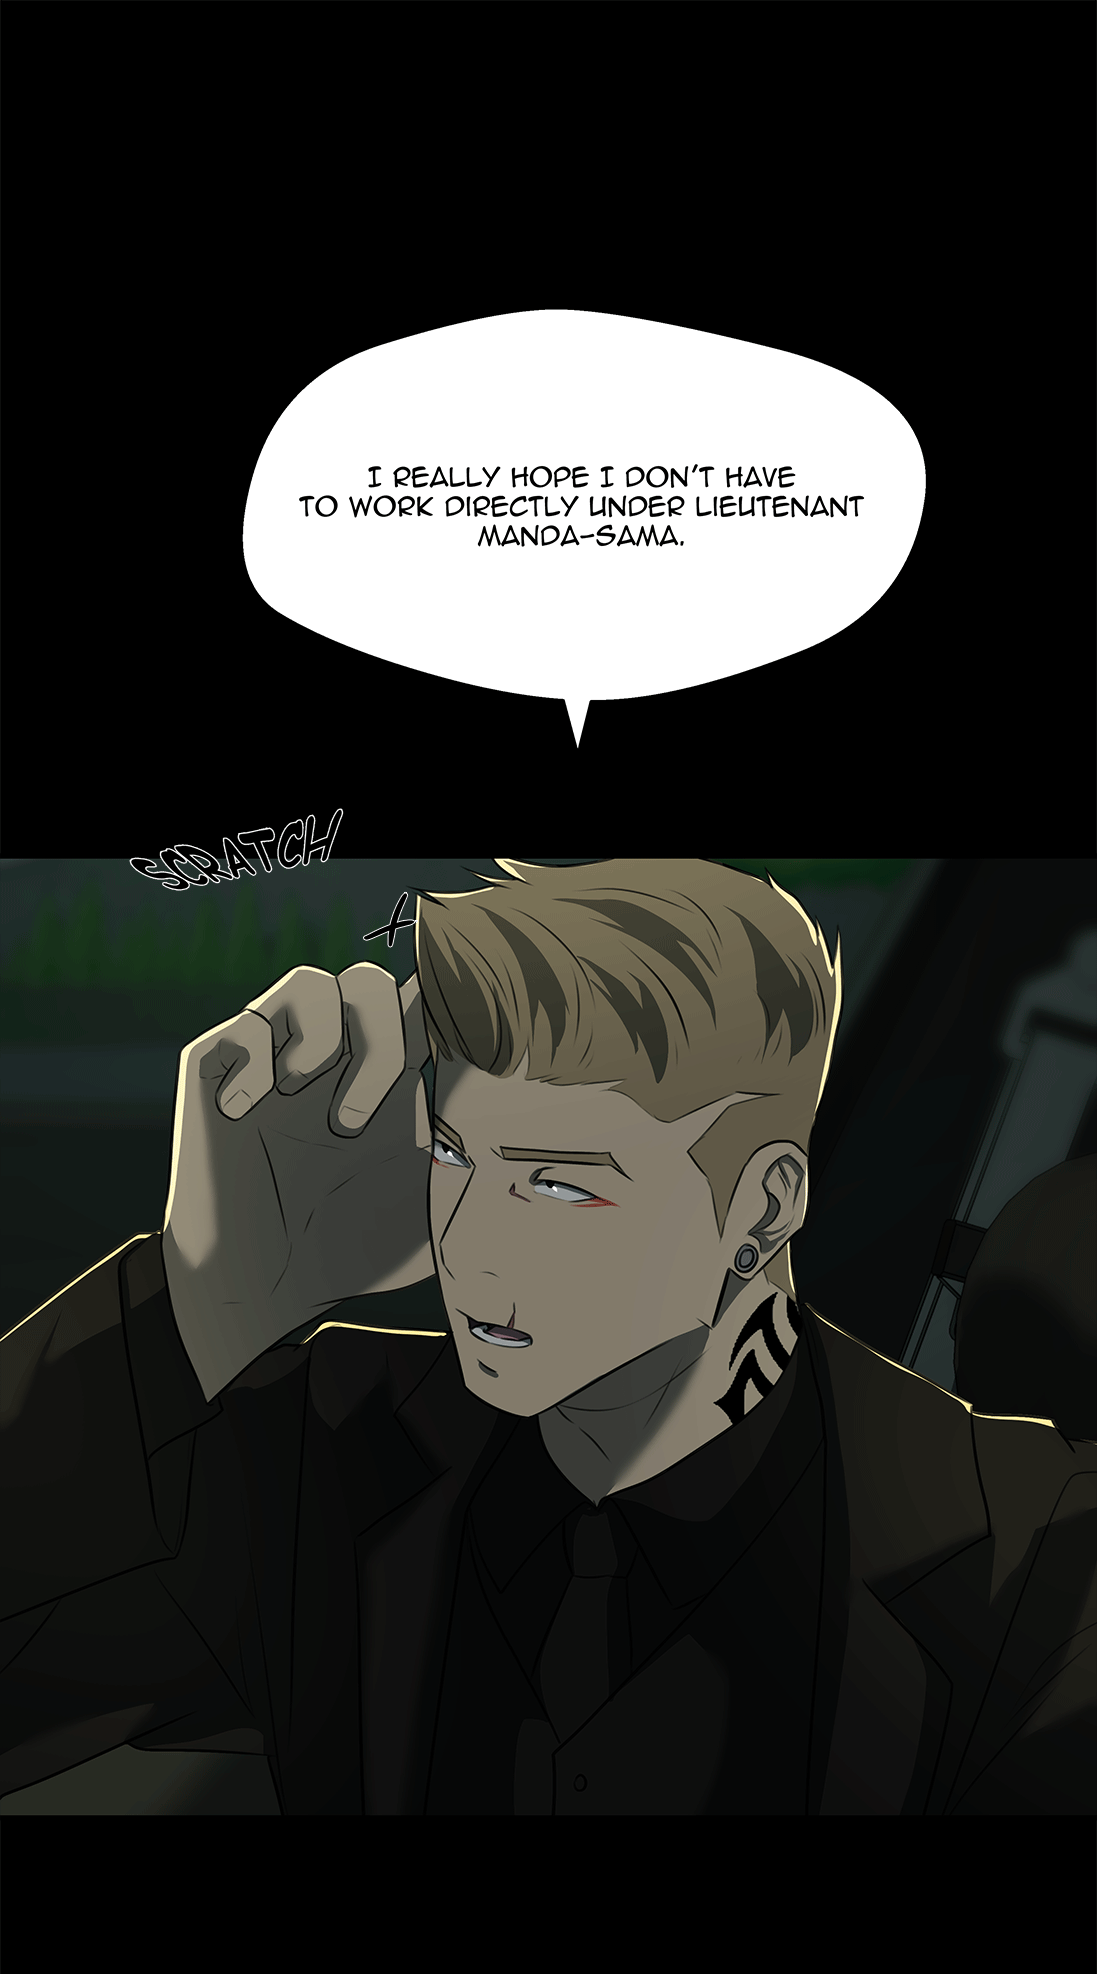 I REALLY HOPE I DON'T HAVE
TO WORK DIRECTLY UNDER LIEUTENANT
MANDA-SAMA.
SCRATCH